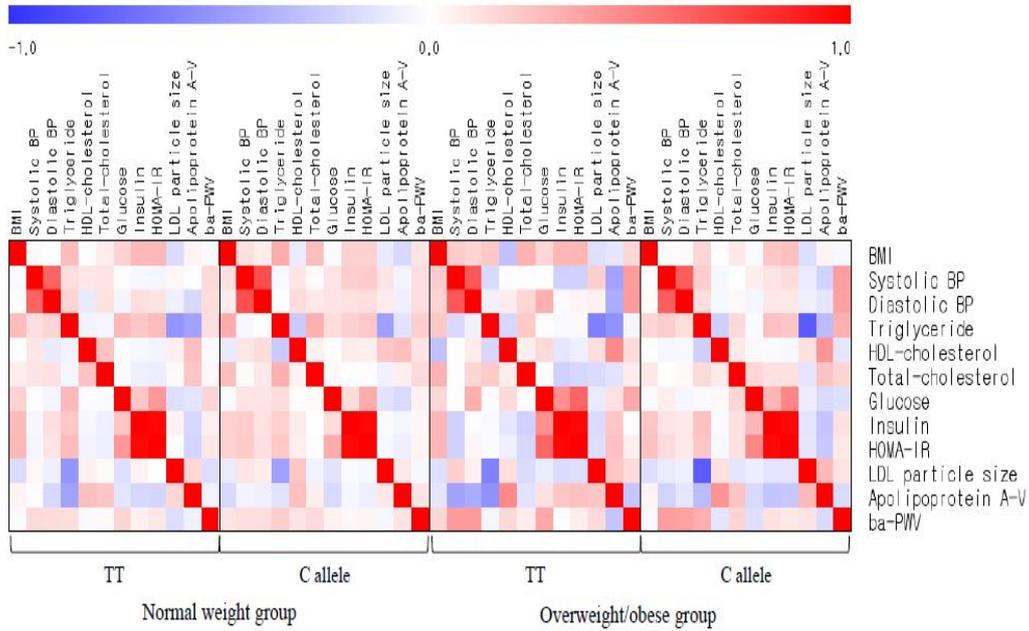 -1.0 0.0 1.0
BMI Systolic BP Diastolic BP Triglyceride HDL-cholesterol Total-cholesterol Glucose Insulin HOMA-IR LDL particle size Apolipoprotein A-V ba-PWV
BMI Systolic BP Diastolic BP Triglyceride HDL-cholesterol Total-cholesterol Glucose Insulin HOMA-IR LDL particle size Apolipoprotein A-V ba-PWV
BMI Systolic BP Diastolic BP Triglyceride HDL-cholesterol Total-cholesterol Glucose Insulin HOMA-IR LDL particle size Apolipoprotein A-V ba-PWV
BMI Systolic BP Diastolic BP Triglyceride HDL-cholesterol Total-cholesterol Glucose Insulin HOMA-IR LDL particle size Apolipoprotein A-V ba-PWV
BMI
Systolic BP
Diastolic BP
Triglyceride
HDL-cholesterol
Total-cholesterol
Glucose
Insulin
HOMA-IR
LDL particle size
Apolipoprotein A-V
ba-PWV
TT C allele TT C allele
Normal weight group Overweight/obese group